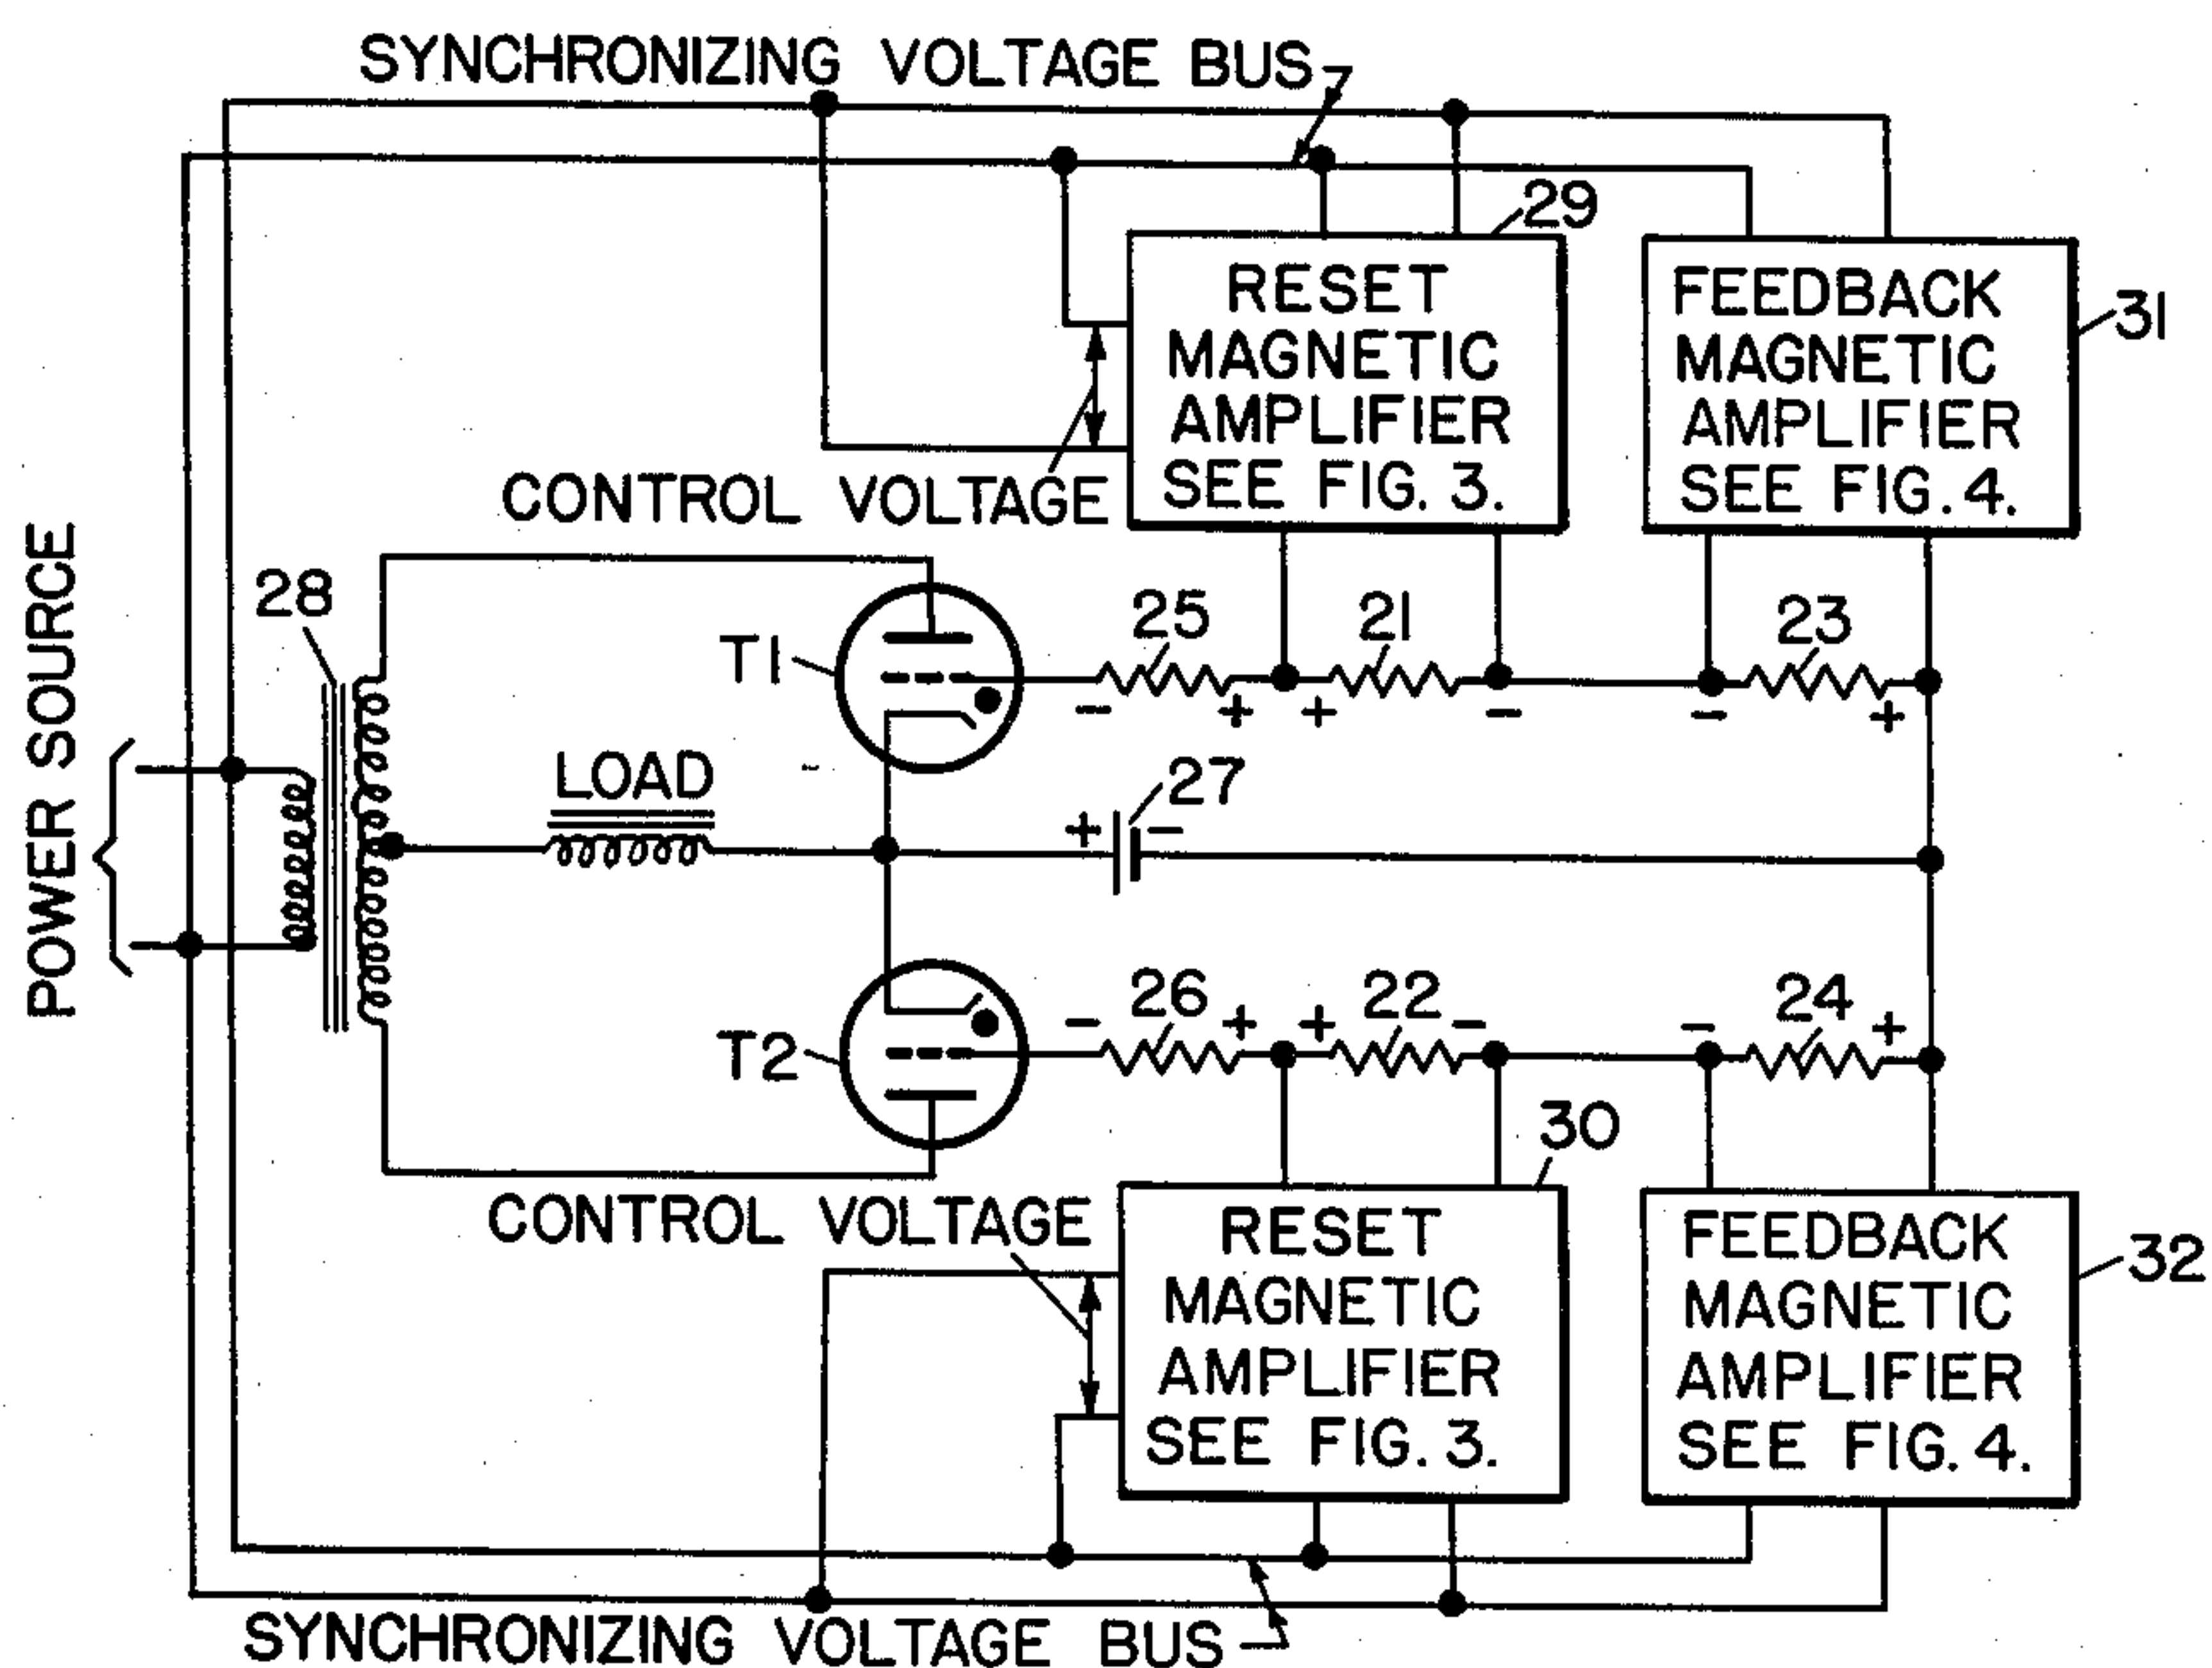 SYNCHRONIZING VOLTAGE BUS
29
RESET
MAGNETIC
AMPLIFIER
SEE FIG. 3.
FEEDBACK
MAGNETIC
AMPLIFIER
SEE FIG. 4.
31
CONTROL VOLTAGE
POWER SOURCE
28
T1
25
21
23
- + + - - +
LOAD
27
+ -
T2
26
22
24
- + + - - +
30
CONTROL VOLTAGE
RESET
MAGNETIC
AMPLIFIER
SEE FIG. 3.
FEEDBACK
MAGNETIC
AMPLIFIER
SEE FIG. 4.
32
SYNCHRONIZING VOLTAGE BUS